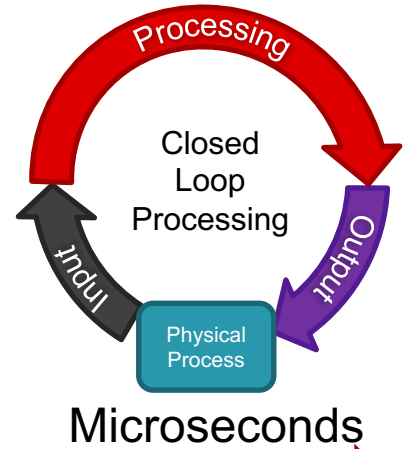 Processing
Closed
Loop
Processing
Input
Output
Physical
Process
Microseconds